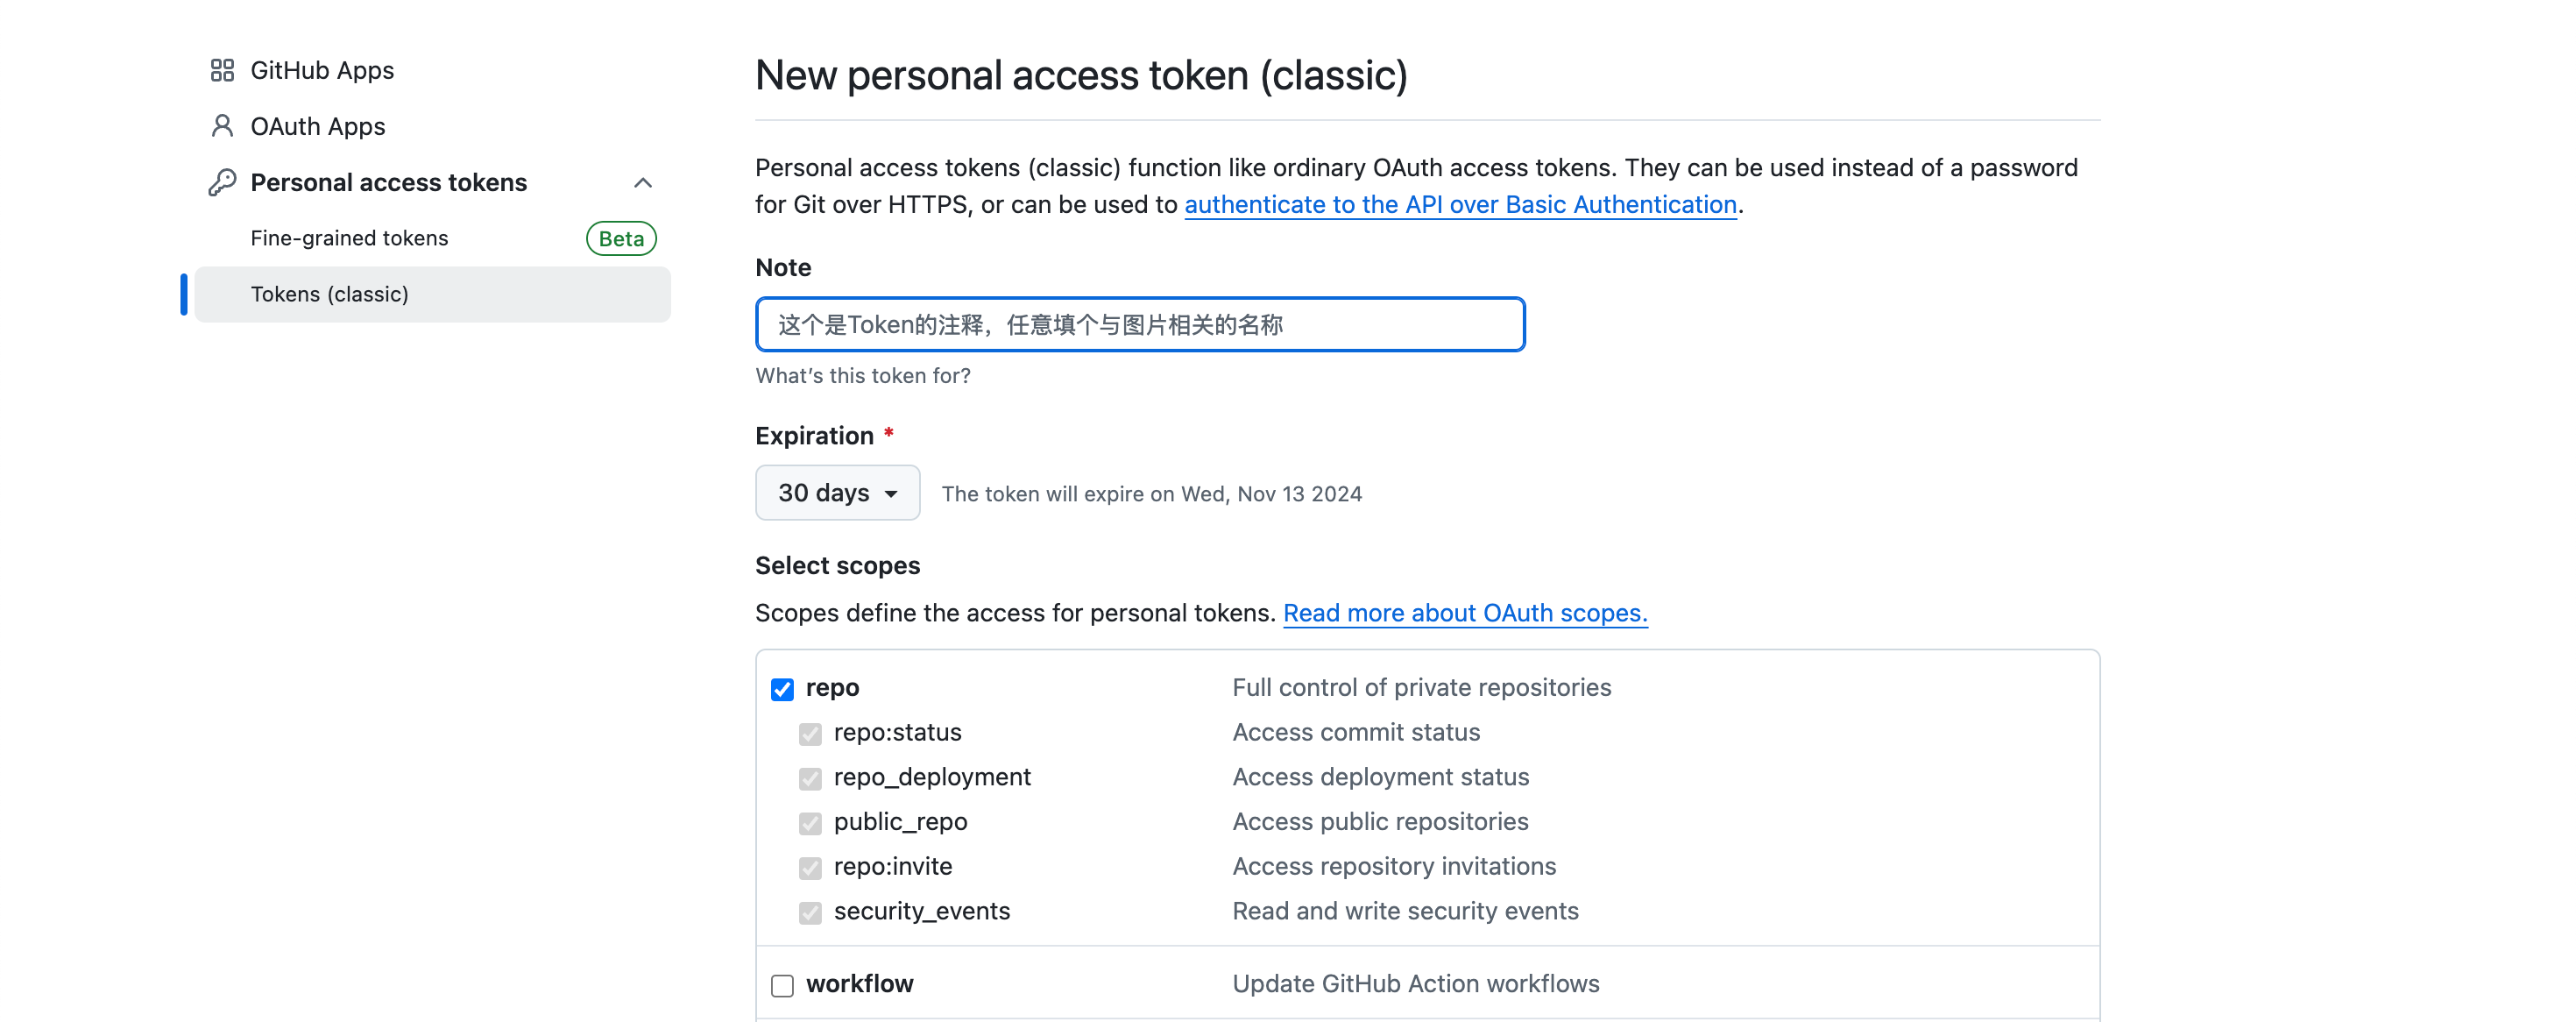 GitHub Apps
OAuth Apps
Personal access tokens
Fine-grained tokens Beta
Tokens (classic)
New personal access token (classic)
Personal access tokens (classic) function like ordinary OAuth access tokens. They can be used instead of a password
for Git over HTTPS, or can be used to authenticate to the API over Basic Authentication.
Note
这个是Token的注释，任意填个与图片相关的名称
What's this token for?
Expiration *
30 days The token will expire on Wed, Nov 13 2024
Select scopes
Scopes define the access for personal tokens. Read more about OAuth scopes.
repo Full control of private repositories
repo:status Access commit status
repo_deployment Access deployment status
public_repo Access public repositories
repo:invite Access repository invitations
security_events Read and write security events
workflow Update GitHub Action workflows